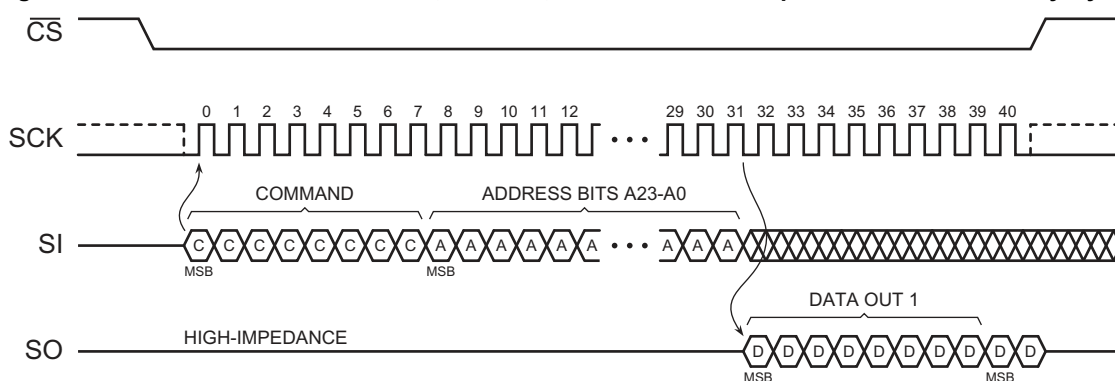 CS
0 1 2 3 4 5 6 7 8 9 10 11 12 29 30 31 32 33 34 35 36 37 38 39 40
SCK
COMMAND ADDRESS BITS A23-A0
SI C C C C C C C C A A A A A A A A A
MSB MSB
DATA OUT 1
HIGH-IMPEDANCE
SO D D D D D D D D D D
MSB MSB